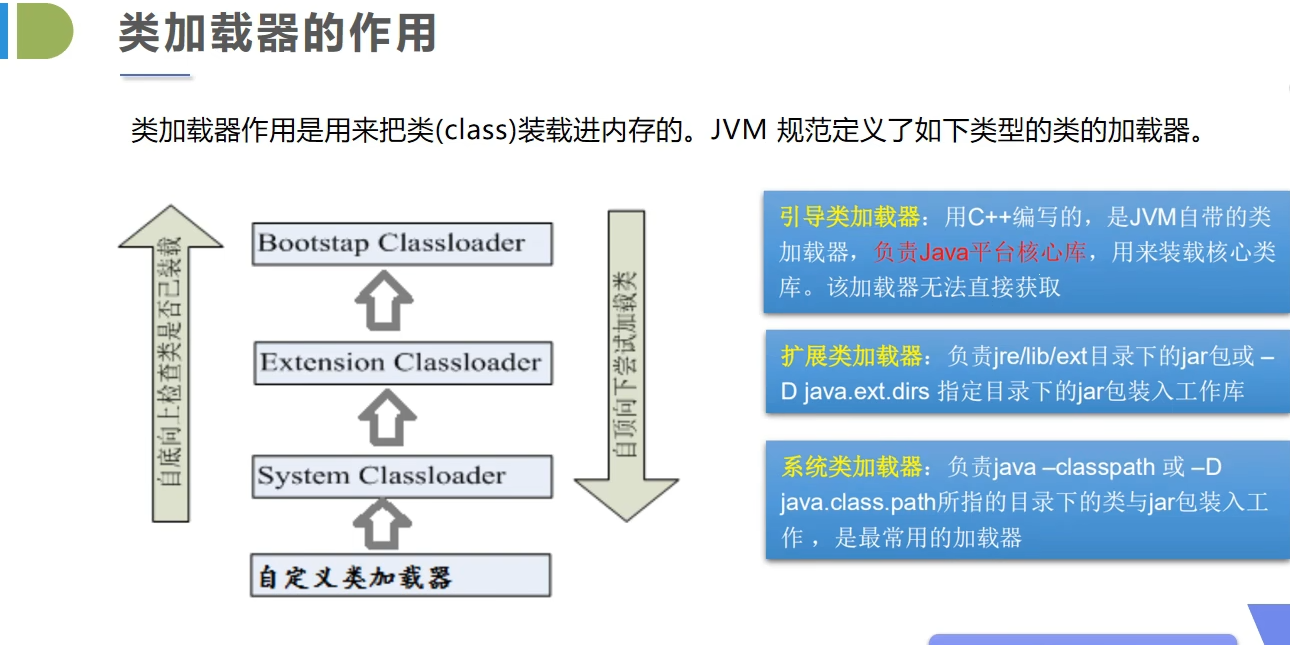 类加载器的作用
类加载器作用是用来把类(class)装载进内存的。JVM 规范定义了如下类型的类的加载器。
自底向上检查类是否已装载
Bootstap Classloader
Extension Classloader
System Classloader
自定义类加载器
自顶向下尝试加载类
引导类加载器：用C++编写的，是JVM自带的类
加载器，负责Java平台核心库，用来装载核心类
库。该加载器无法直接获取
扩展类加载器：负责jre/lib/ext目录下的jar包或 –
D java.ext.dirs 指定目录下的jar包装入工作库
系统类加载器：负责java –classpath 或 –D
java.class.path所指的目录下的类与jar包装入工
作 ，是最常用的加载器